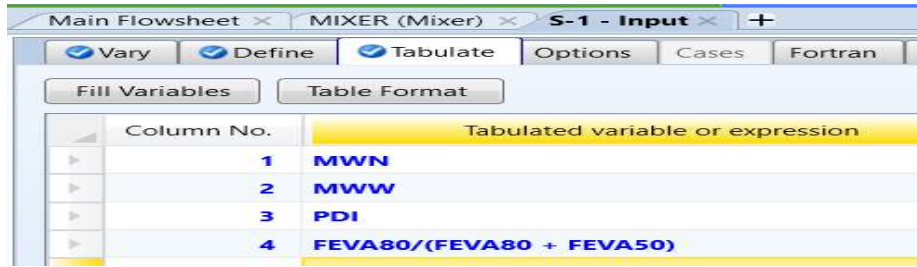 Main Flowsheet × MIXER (Mixer) × S-1 - Input × +
Vary Define Tabulate Options Cases Fortran
Fill Variables Table Format
Column No. Tabulated variable or expression
1 MWN
2 MWW
3 PDI
4 FEVA80/(FEVA80 + FEVA50)